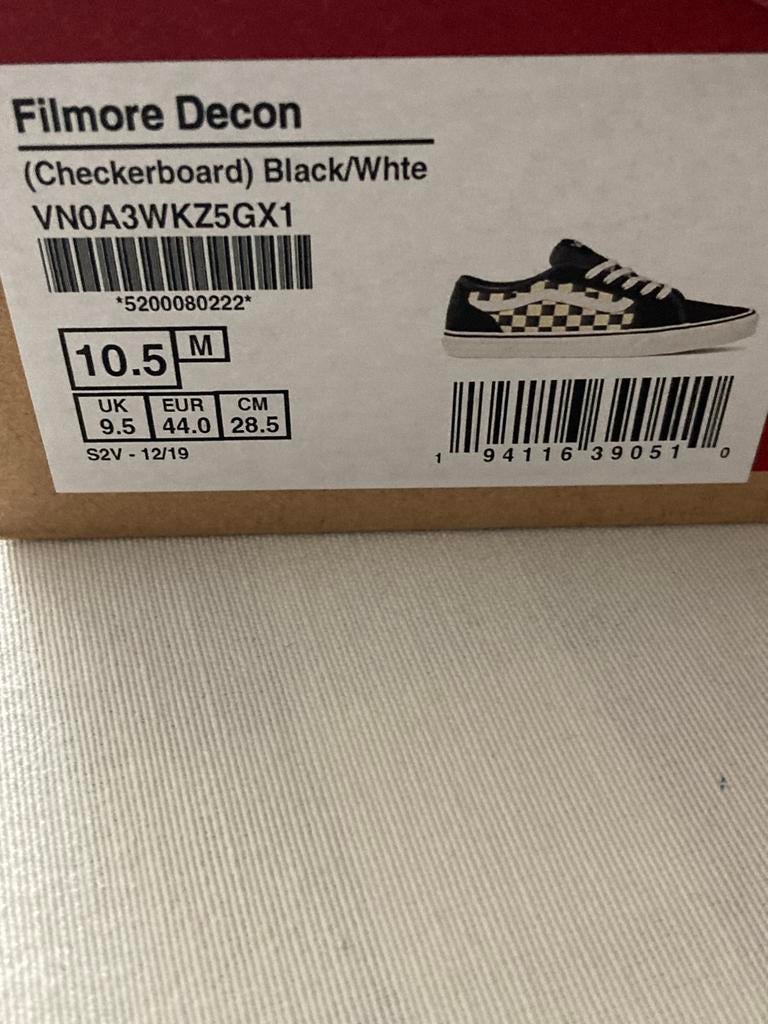 Filmore Decon
(Checkerboard) Black/Whte
VN0A3WKZ5GX1
*5200080222*
10.5 M
UK EUR CM
9.5 44.0 28.5
S2V - 12/19
1 94116 39051 0